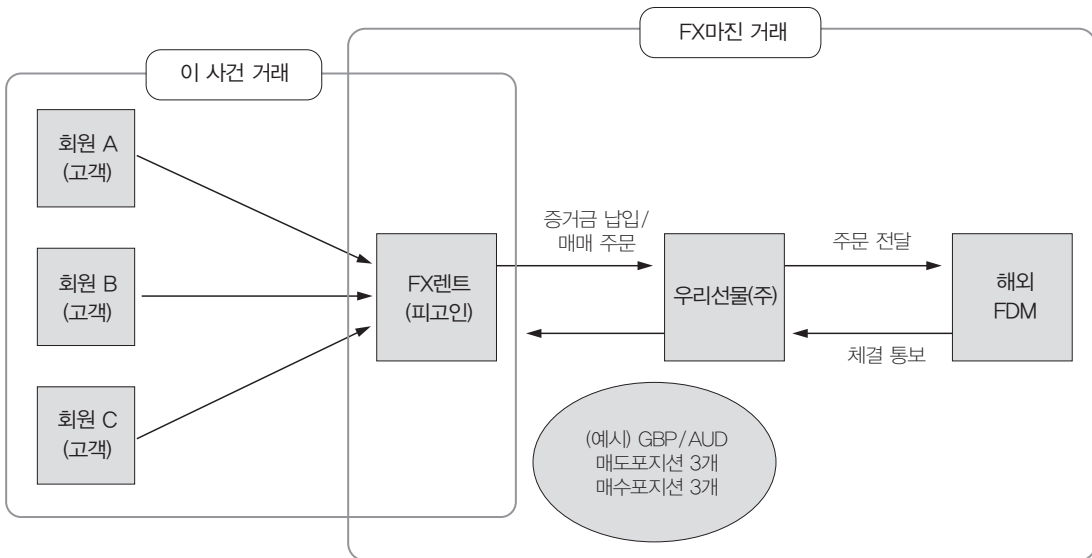 FX마진 거래
이 사건 거래
회원 A
(고객)
회원 B
(고객)
회원 C
(고객)
FX렌트
(피고인)
증거금 납입/
매매 주문
우리선물(주)
주문 전달
체결 통보
해외
FDM
(예시) GBP/AUD
매도포지션 3개
매수포지션 3개